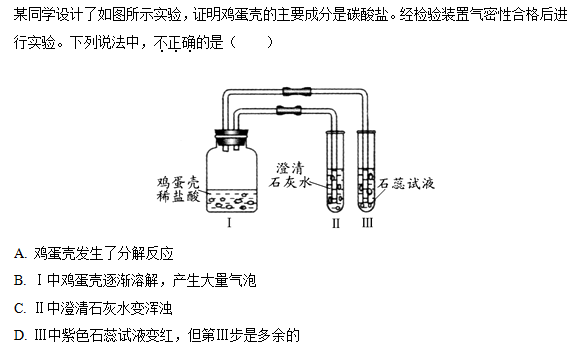 某同学设计了如图所示实验，证明鸡蛋壳的主要成分是碳酸盐。经检验装置气密性合格后进
行实验。下列说法中，不正确的是（　　）
鸡蛋壳
稀盐酸
澄清
石灰水
石蕊试液
Ⅰ
Ⅱ
Ⅲ
A. 鸡蛋壳发生了分解反应
B. Ⅰ中鸡蛋壳逐渐溶解，产生大量气泡
C. Ⅱ中澄清石灰水变浑浊
D. Ⅲ中紫色石蕊试液变红，但第Ⅲ步是多余的